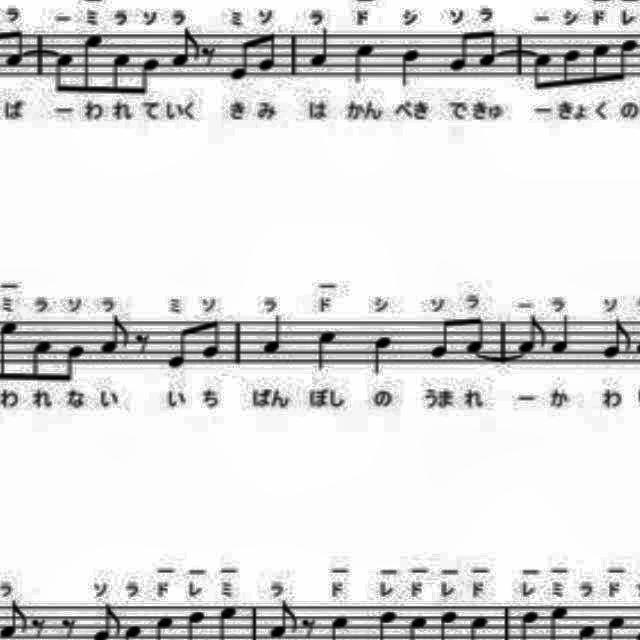 ラ ー ミ ラ ソ ラ ミ ソ ラ ド シ ソ ラ ー シ ド レ
ば ー わ れ て いく き み は かん ぺき で きゅ ー きょ く の
ミ ラ ソ ラ ミ ソ ラ ド シ ソ ラ ー ラ ソ
わ れ な い い ち ばん ぼし の うま れ ー か わ
ラ ソ ラ ド レ ミ ラ ド レ ド レ ド レ ミ ラ ド